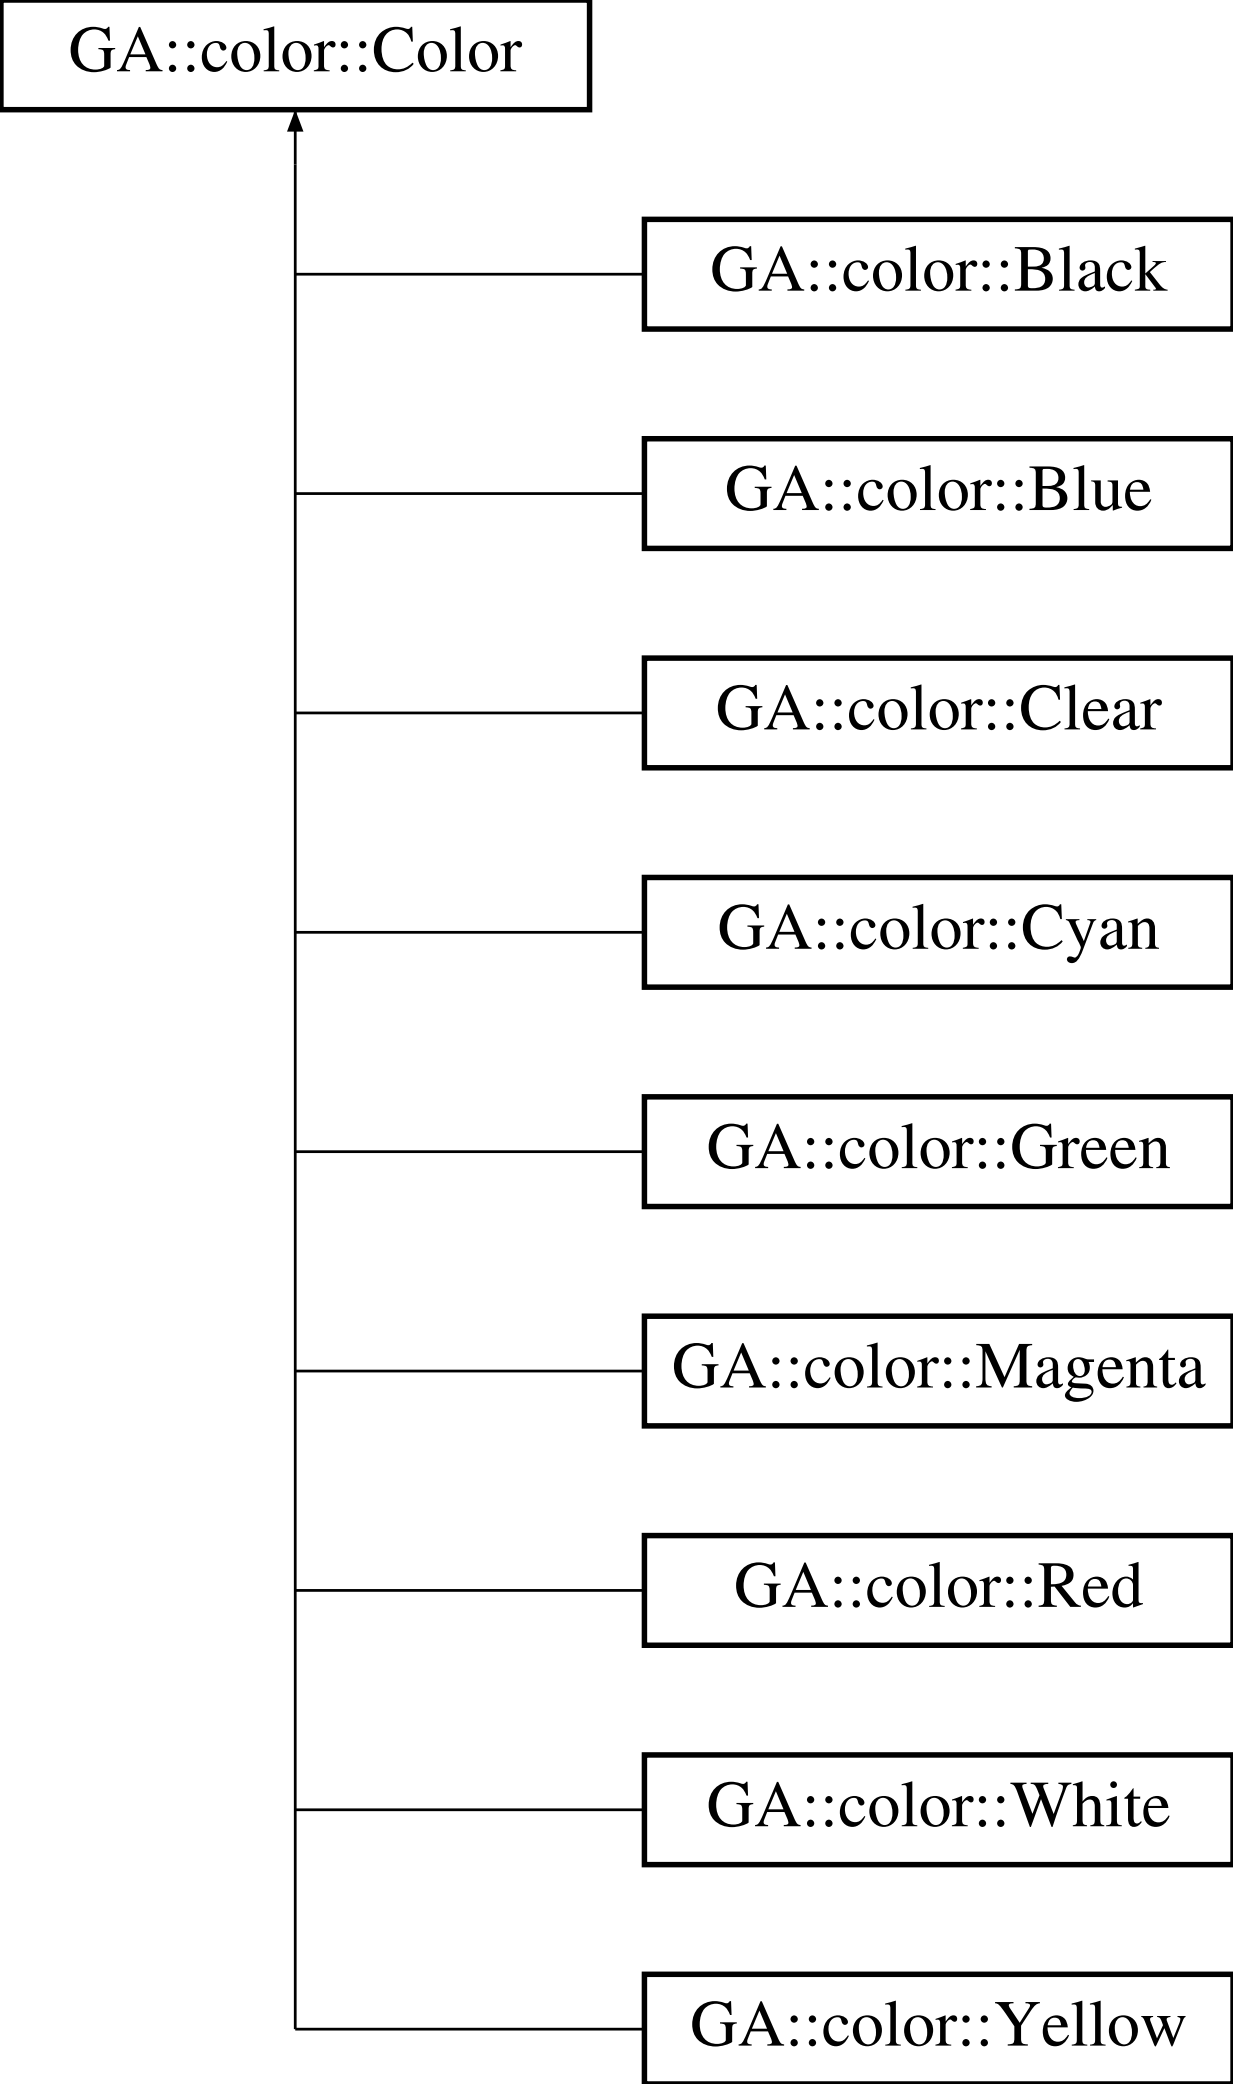 GA::color::Color
GA::color::Black
GA::color::Blue
GA::color::Clear
GA::color::Cyan
GA::color::Green
GA::color::Magenta
GA::color::Red
GA::color::White
GA::color::Yellow